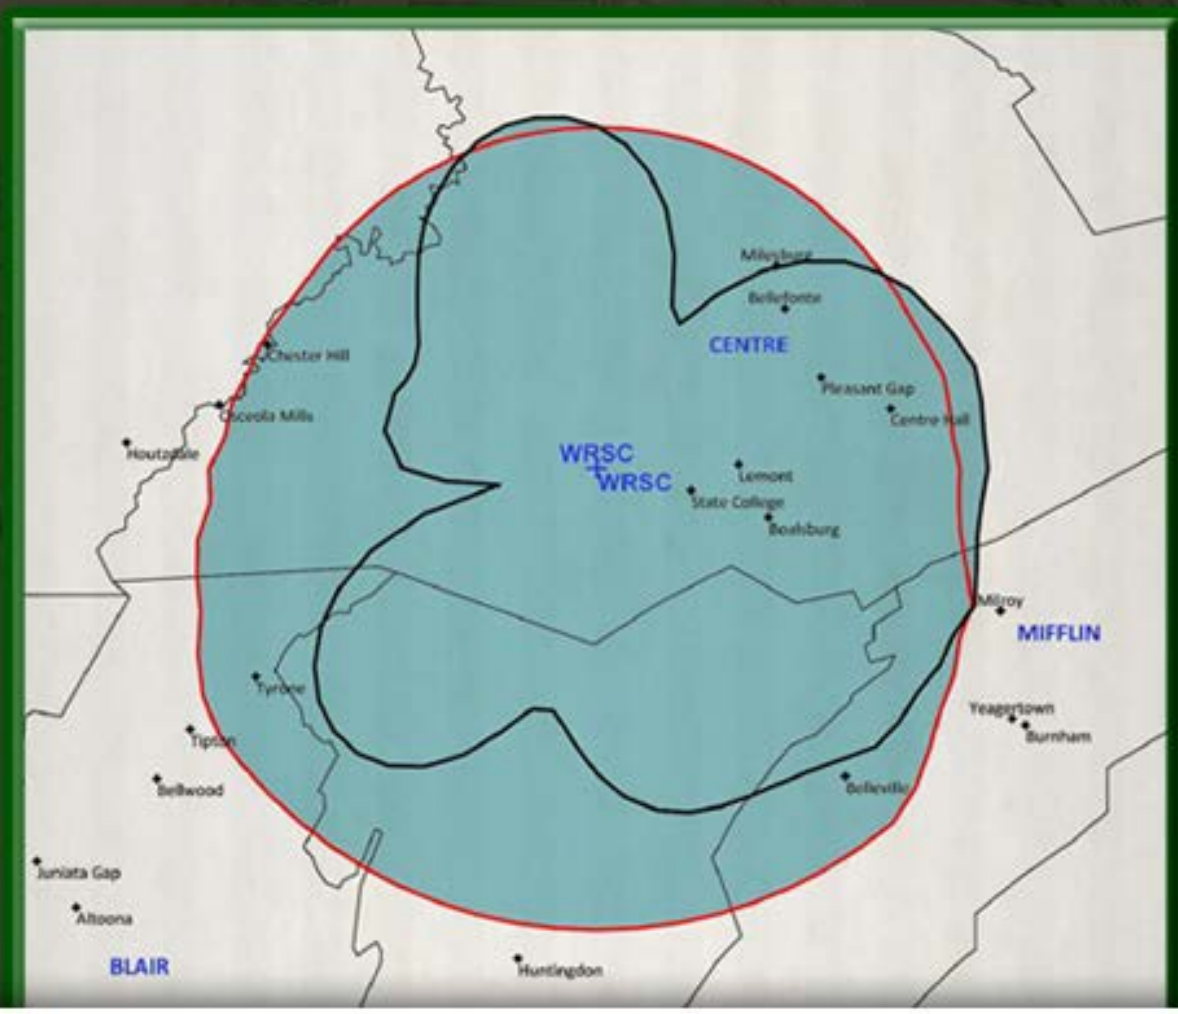 Milesburg
Bellefonte
CENTRE
Chester Hill
Pleasant Gap
Osceola Mills
Centre Hall
Houtzdale
WRSC
WRSC
Lemont
State College
Boalsburg
Milroy
MIFFLIN
Tyrone
Yeagertown
Burnham
Tipton
Bellwood
Belleville
Juniata Gap
Altoona
BLAIR
Huntingdon